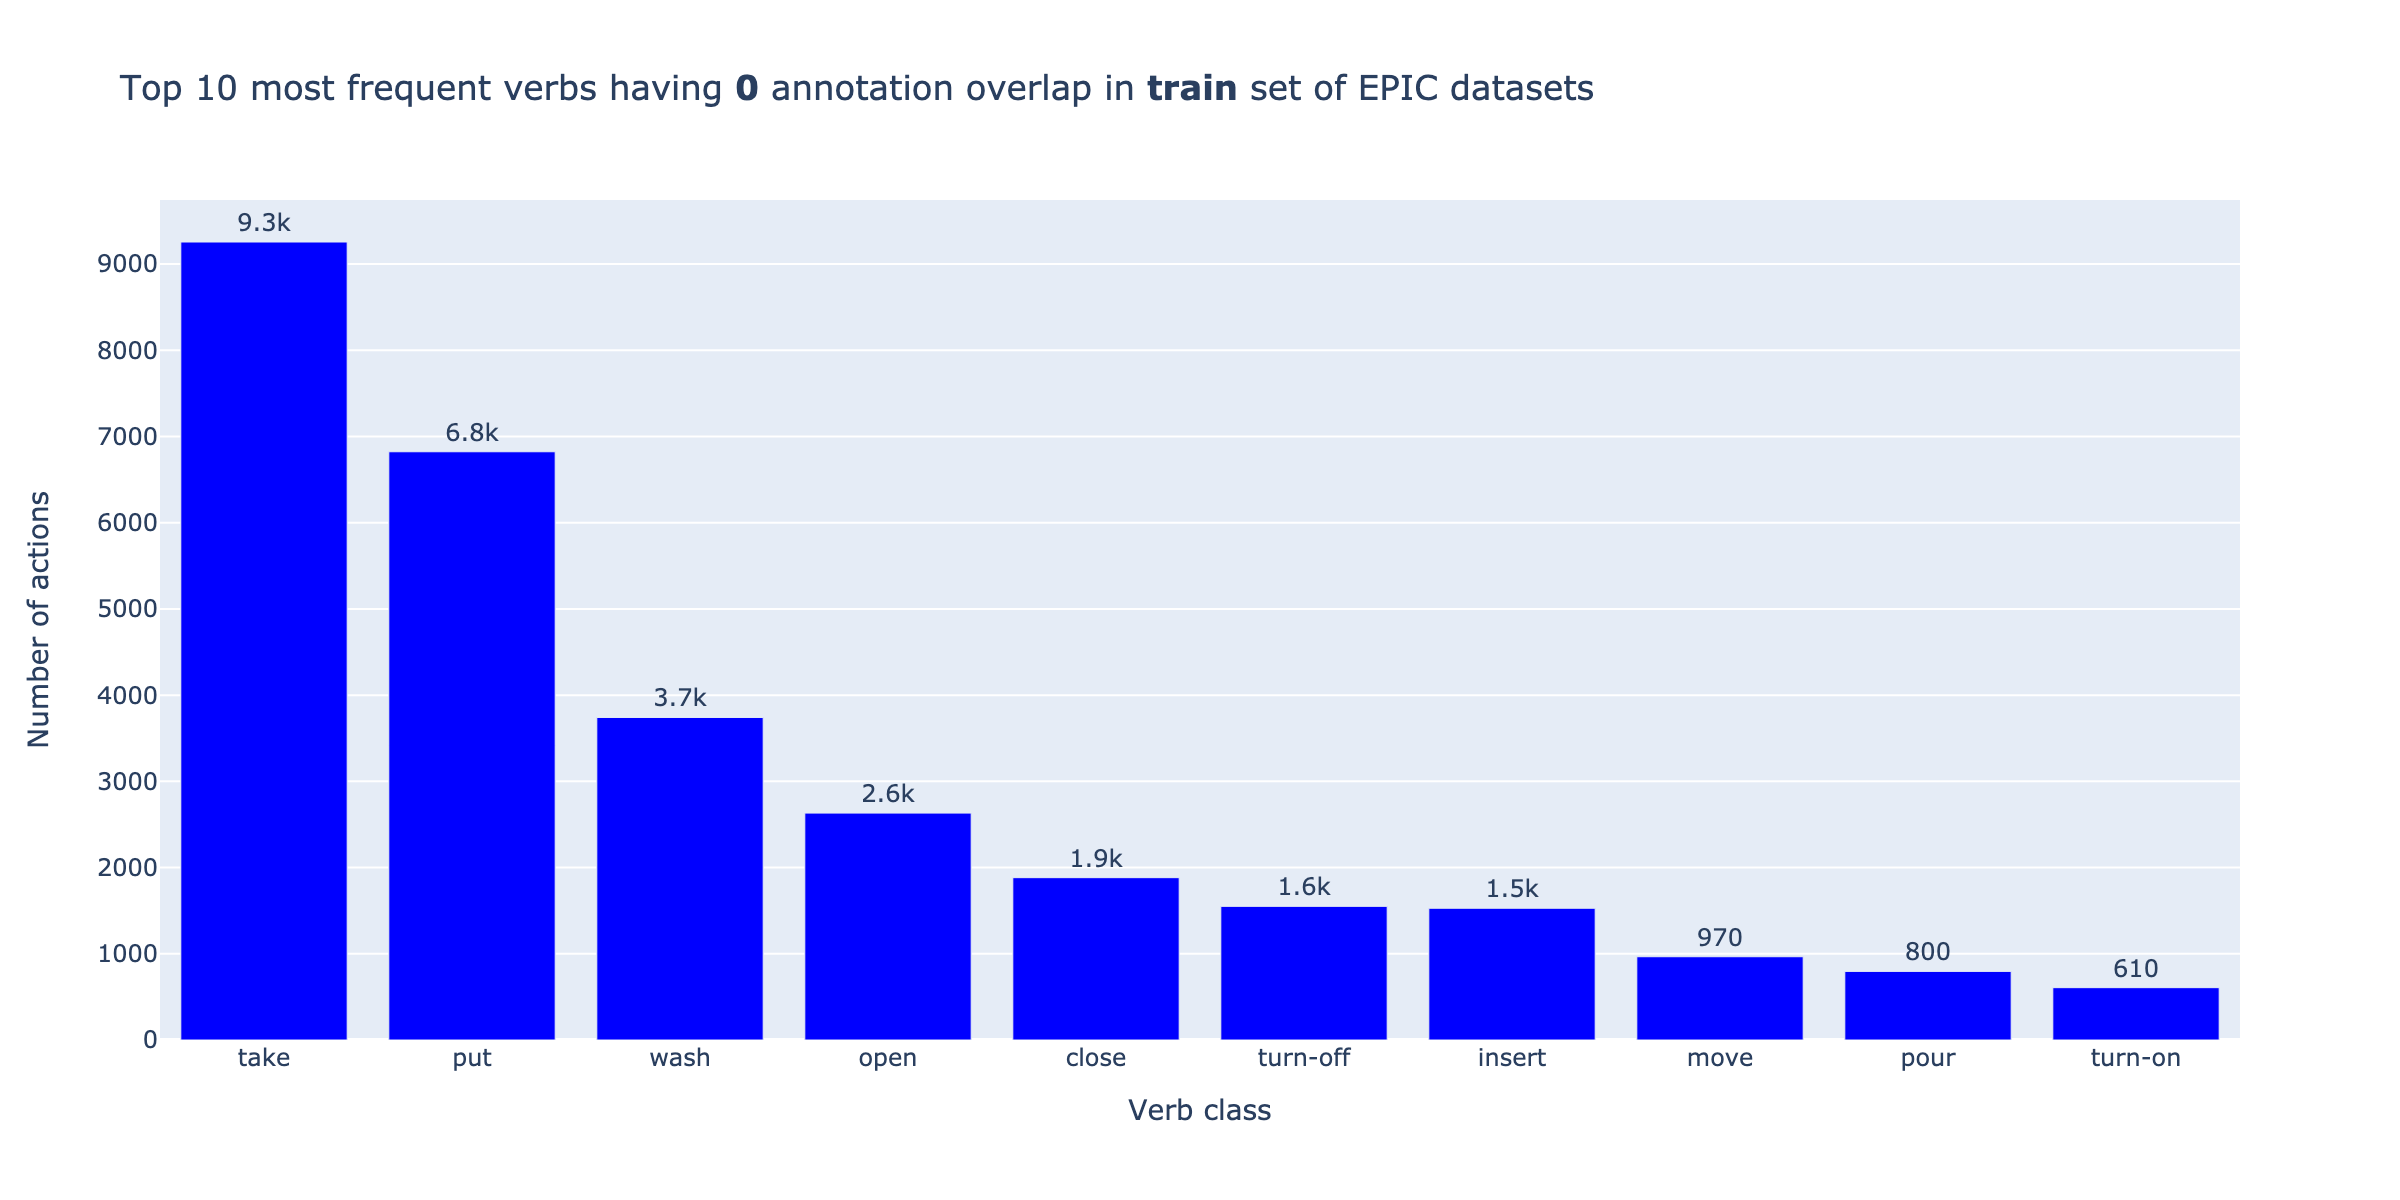 Top 10 most frequent verbs having 0 annotation overlap in train set of EPIC datasets
9.3k
9000
8000
7000
6.8k
6000
5000
Number of actions
4000
3.7k
3000
2.6k
2000
1.9k
1.6k
1.5k
1000
970
800
610
0
take put wash open close turn-off insert move pour turn-on
Verb class